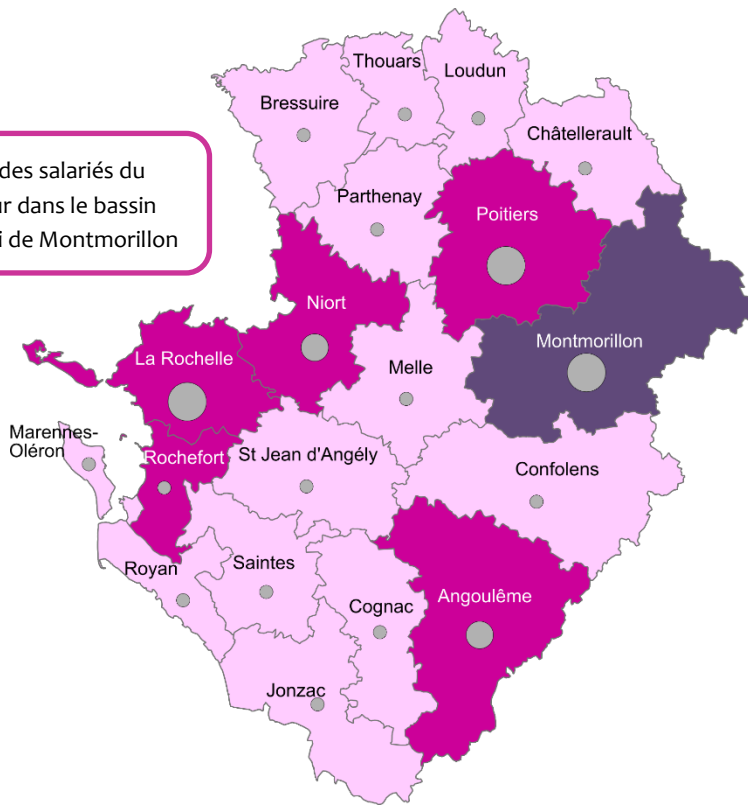 Thouars
Loudun
Bressuire
Châtellerault
des salariés du
dans le bassin
de Montmorillon
Parthenay
Poitiers
Niort
Montmorillon
La Rochelle
Melle
Marennes-
Oléron
Rochefort
St Jean d'Angély
Confolens
Royan
Saintes
Cognac
Angoulême
Jonzac